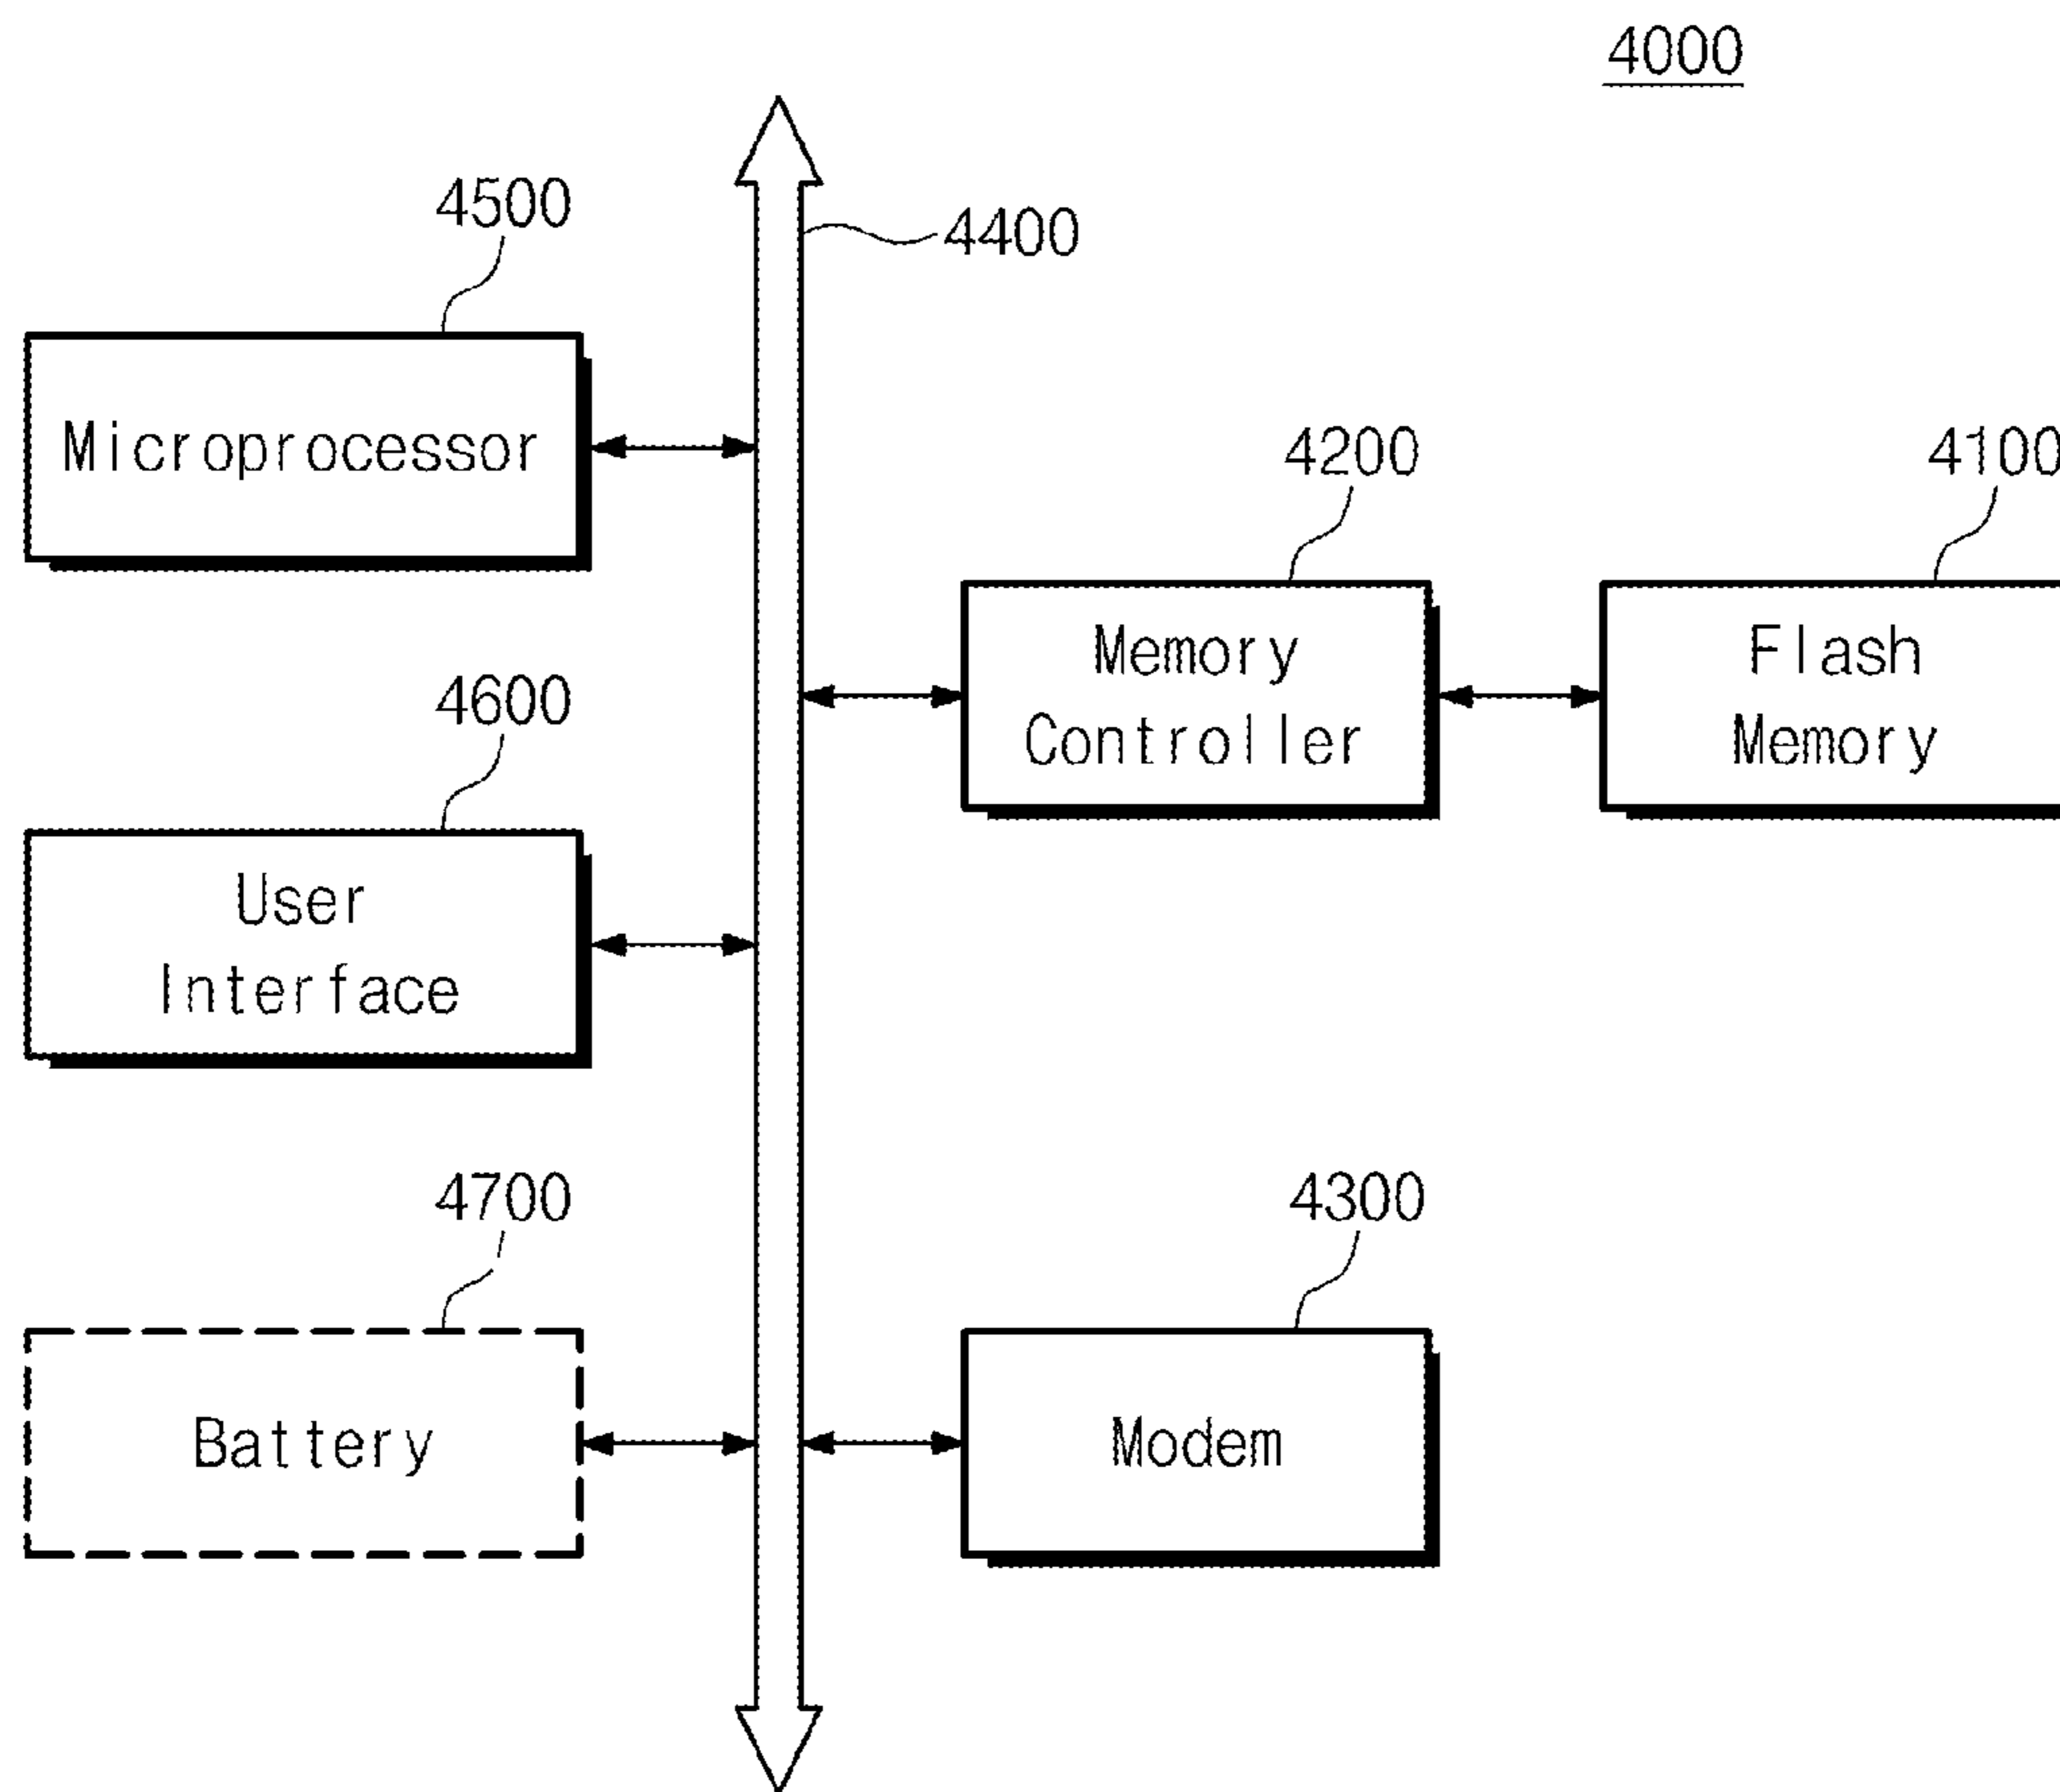 4000
4500
4400
Microprocessor
4200
4100
Memory
Controller
Flash
Memory
4600
User
Interface
4700
4300
Battery
Modem